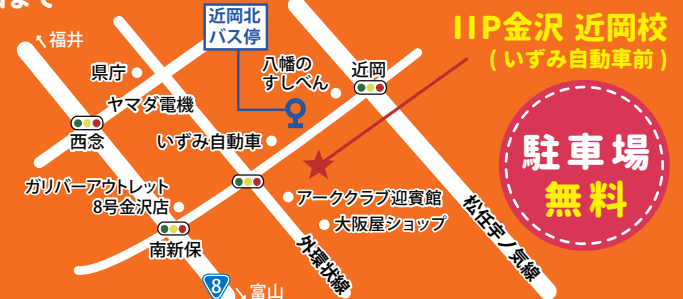 まで
近岡北
バス停
IIP金沢 近岡校
( いずみ自動車前 )
↖福井
県庁
八幡の
すしべん
近岡
ヤマダ電機
西念
いずみ自動車
駐車場
無料
ガリバーアウトレット
8号金沢店
アーククラブ迎賓館
大阪屋ショップ
南新保
外環状線
松任宇ノ気線
8
↘富山